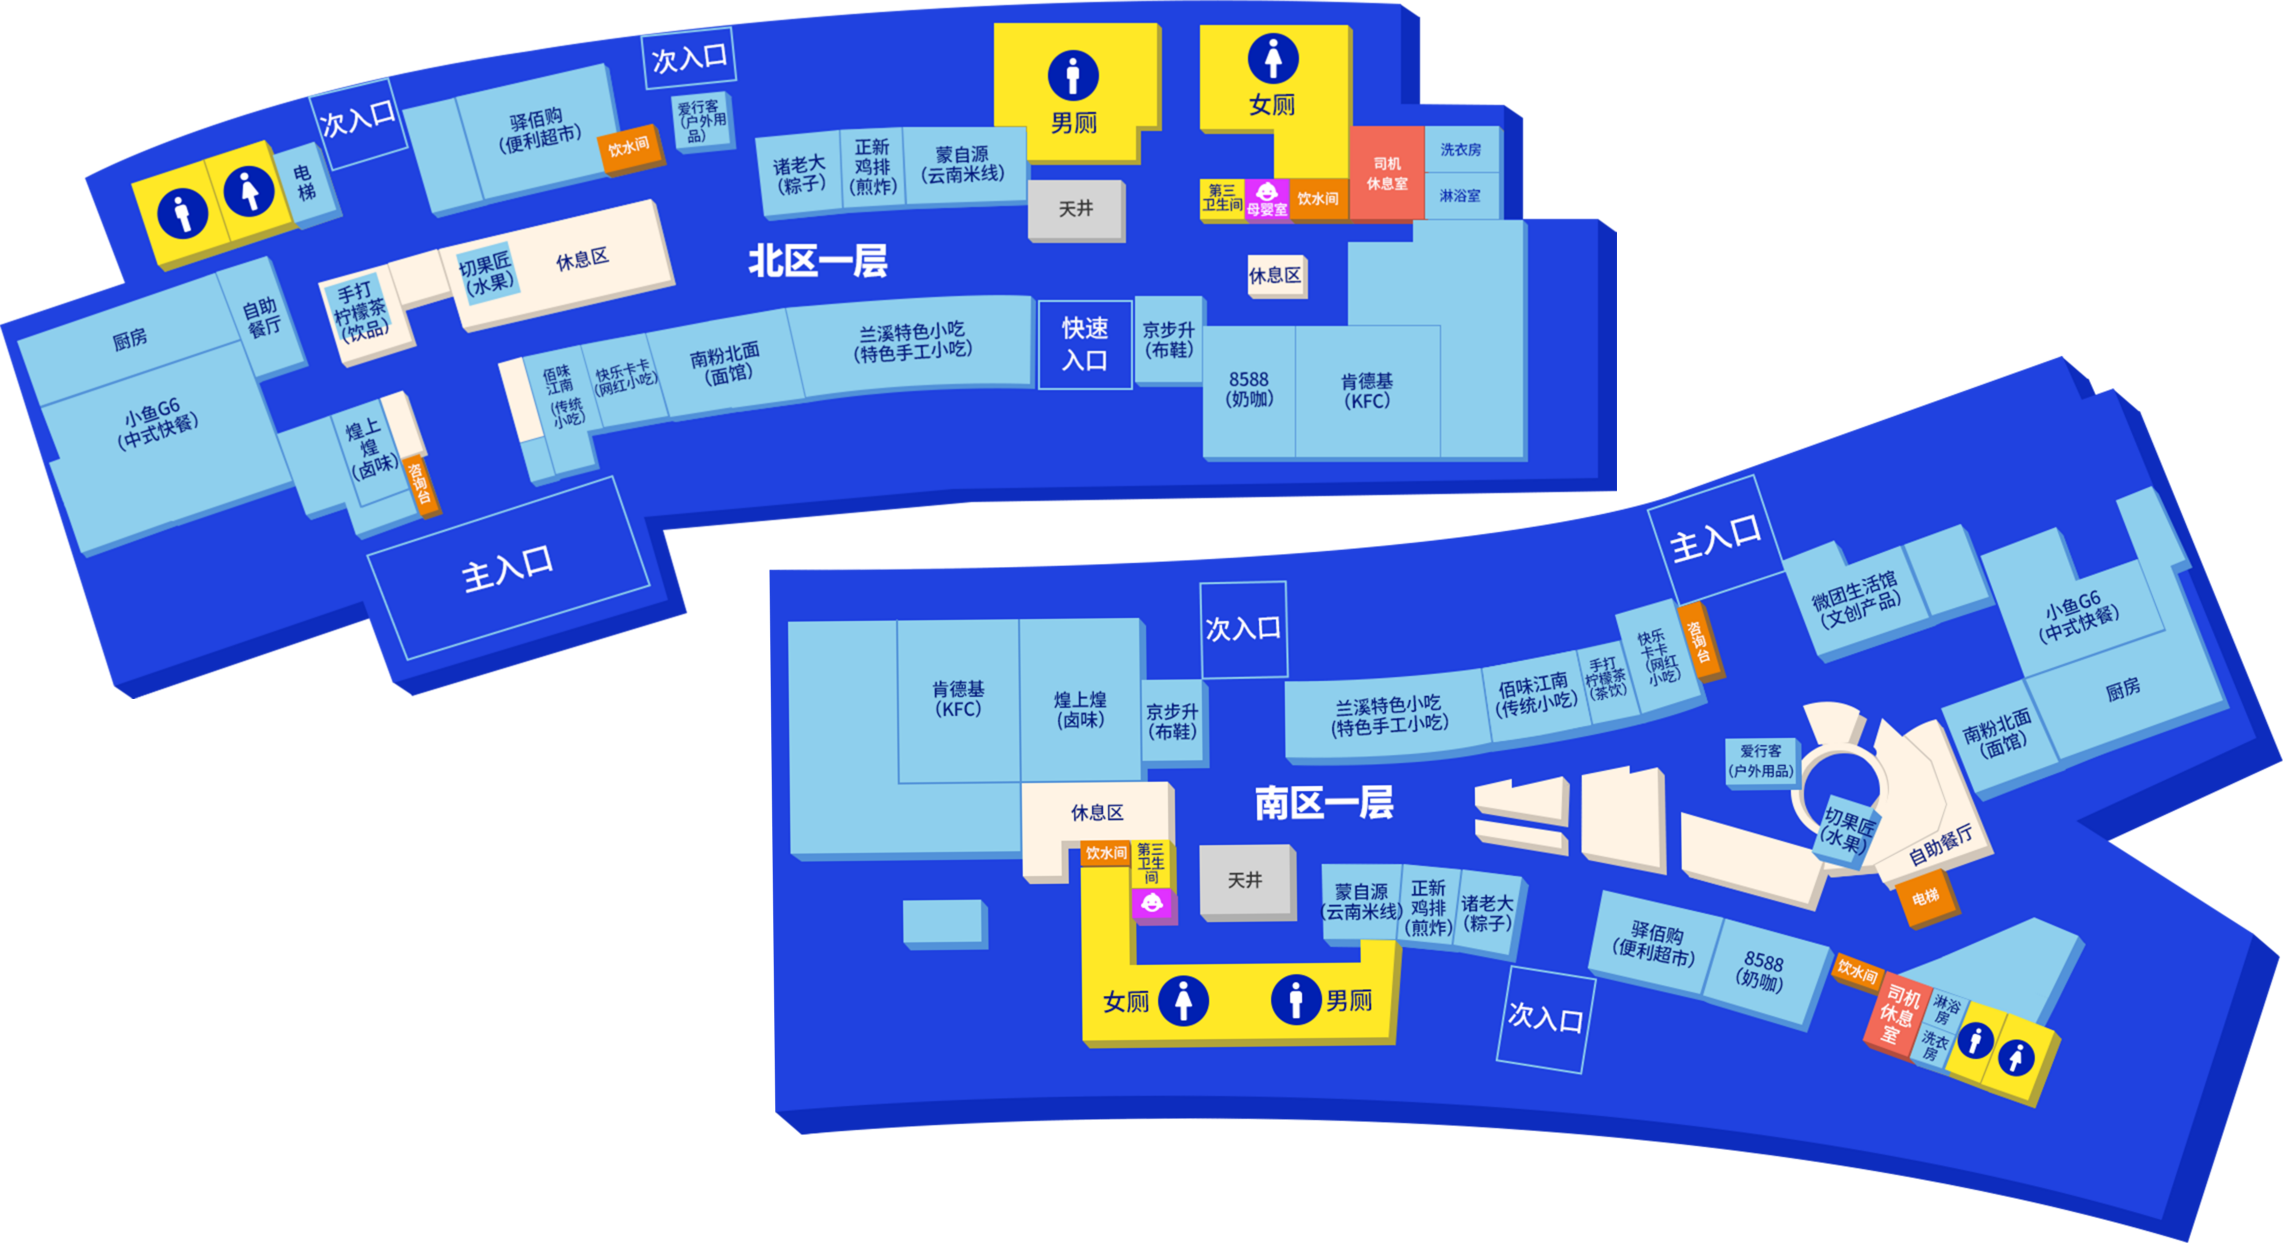 次入口
次入口
驿佰购
（便利超市）
饮水间
爱行客
（户外用
品）
电
梯
诸老大
（粽子）
正新
鸡排
（煎炸）
蒙自源
（云南米线）
男厕
女厕
天井
第三
卫生间
母婴室
饮水间
司机
休息室
洗衣房
淋浴室
北区一层
休息区
切果匠
（水果）
手打
柠檬茶
（饮品）
自助
餐厅
厨房
小鱼G6
（中式快餐）
煌上
煌
（卤味）
咨
询
台
佰味
江南
（传统
小吃）
快乐卡卡
（网红小吃）
南粉北面
（面馆）
兰溪特色小吃
（特色手工小吃）
快速
入口
京步升
（布鞋）
休息区
8588
（奶咖）
肯德基
（KFC）
主入口
主入口
次入口
肯德基
（KFC）
煌上煌
（卤味）
京步升
（布鞋）
兰溪特色小吃
（特色手工小吃）
佰味江南
（传统小吃）
手打
柠檬茶
（茶饮）
快乐
卡卡
（网红
小吃）
咨
询
台
微团生活馆
（文创产品）
小鱼G6
（中式快餐）
厨房
南粉北面
（面馆）
爱行客
（户外用品）
切果匠
（水果）
自助餐厅
电梯
南区一层
休息区
饮水间
第三
卫生
间
天井
蒙自源
（云南米线）
正新
鸡排
（煎炸）
诸老大
（粽子）
女厕
男厕
次入口
驿佰购
（便利超市）
8588
（奶咖）
饮水间
司机
休息
室
淋浴
房
洗衣
房